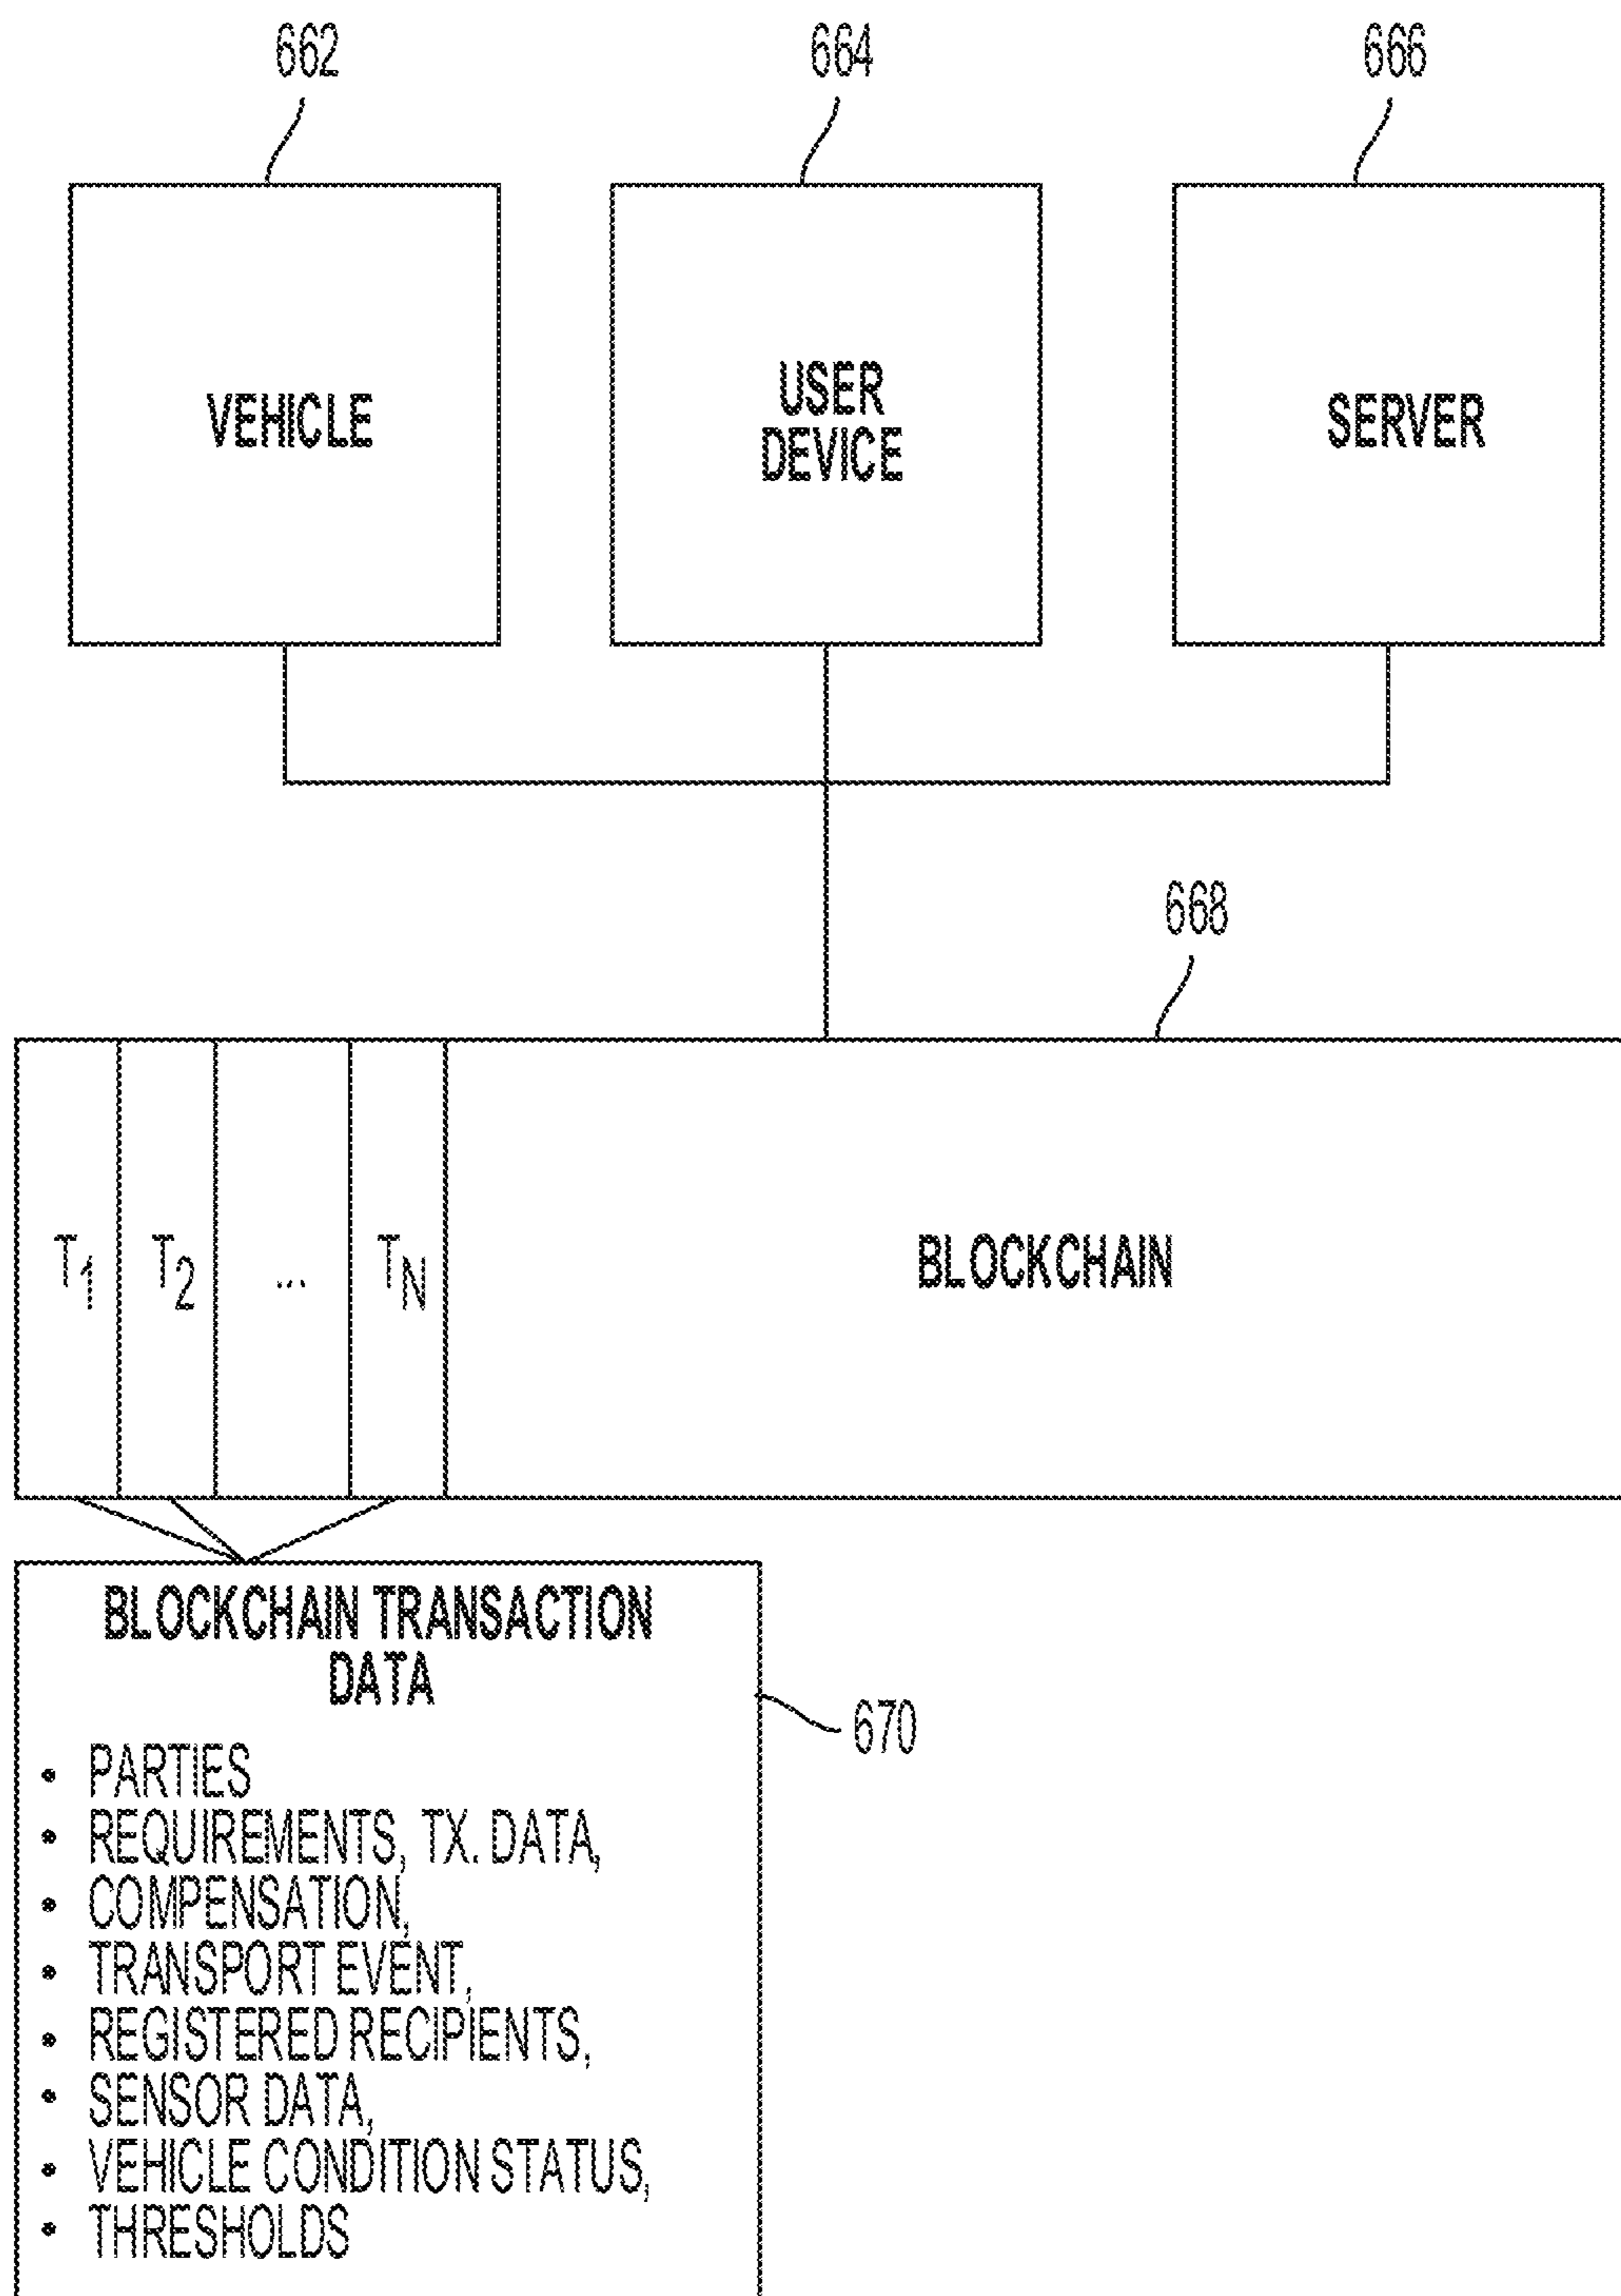 662
664
666
VEHICLE
USER
DEVICE
SERVER
668
T1
T2
...
TN
BLOCKCHAIN
BLOCKCHAIN TRANSACTION
DATA
670
• PARTIES
• REQUIREMENTS, TX. DATA,
• COMPENSATION,
• TRANSPORT EVENT,
• REGISTERED RECIPIENTS,
• SENSOR DATA,
• VEHICLE CONDITION STATUS,
• THRESHOLDS